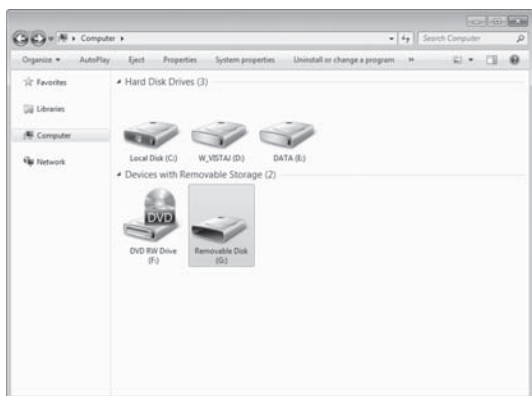 Computer
Search Computer
Organize
AutoPlay
Eject
Properties
System properties
Uninstall or change a program
»
Favorites
Hard Disk Drives (3)
Libraries
Computer
Local Disk (C:)
W_VISTAJ (D:)
DATA (E:)
Network
Devices with Removable Storage (2)
DVD
DVD RW Drive
(F:)
Removable Disk
(G:)